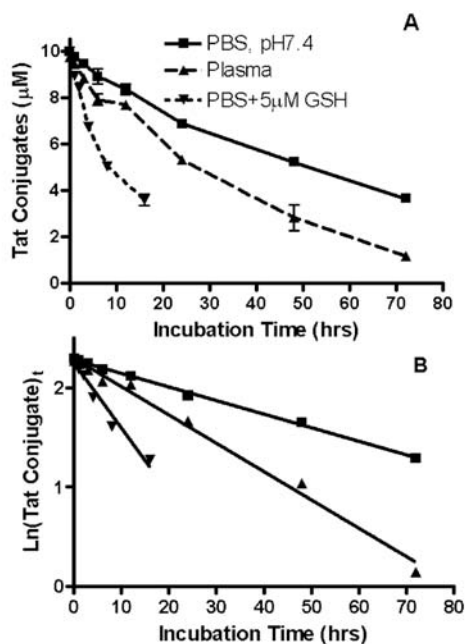 A
PBS, pH7.4
Plasma
PBS+5μM GSH
Tat Conjugates (μM)
10
8
6
4
2
0
0 10 20 30 40 50 60 70 80
Incubation Time (hrs)
B
Ln(Tat Conjugate)t
2
1
0
0 10 20 30 40 50 60 70 80
Incubation Time (hrs)